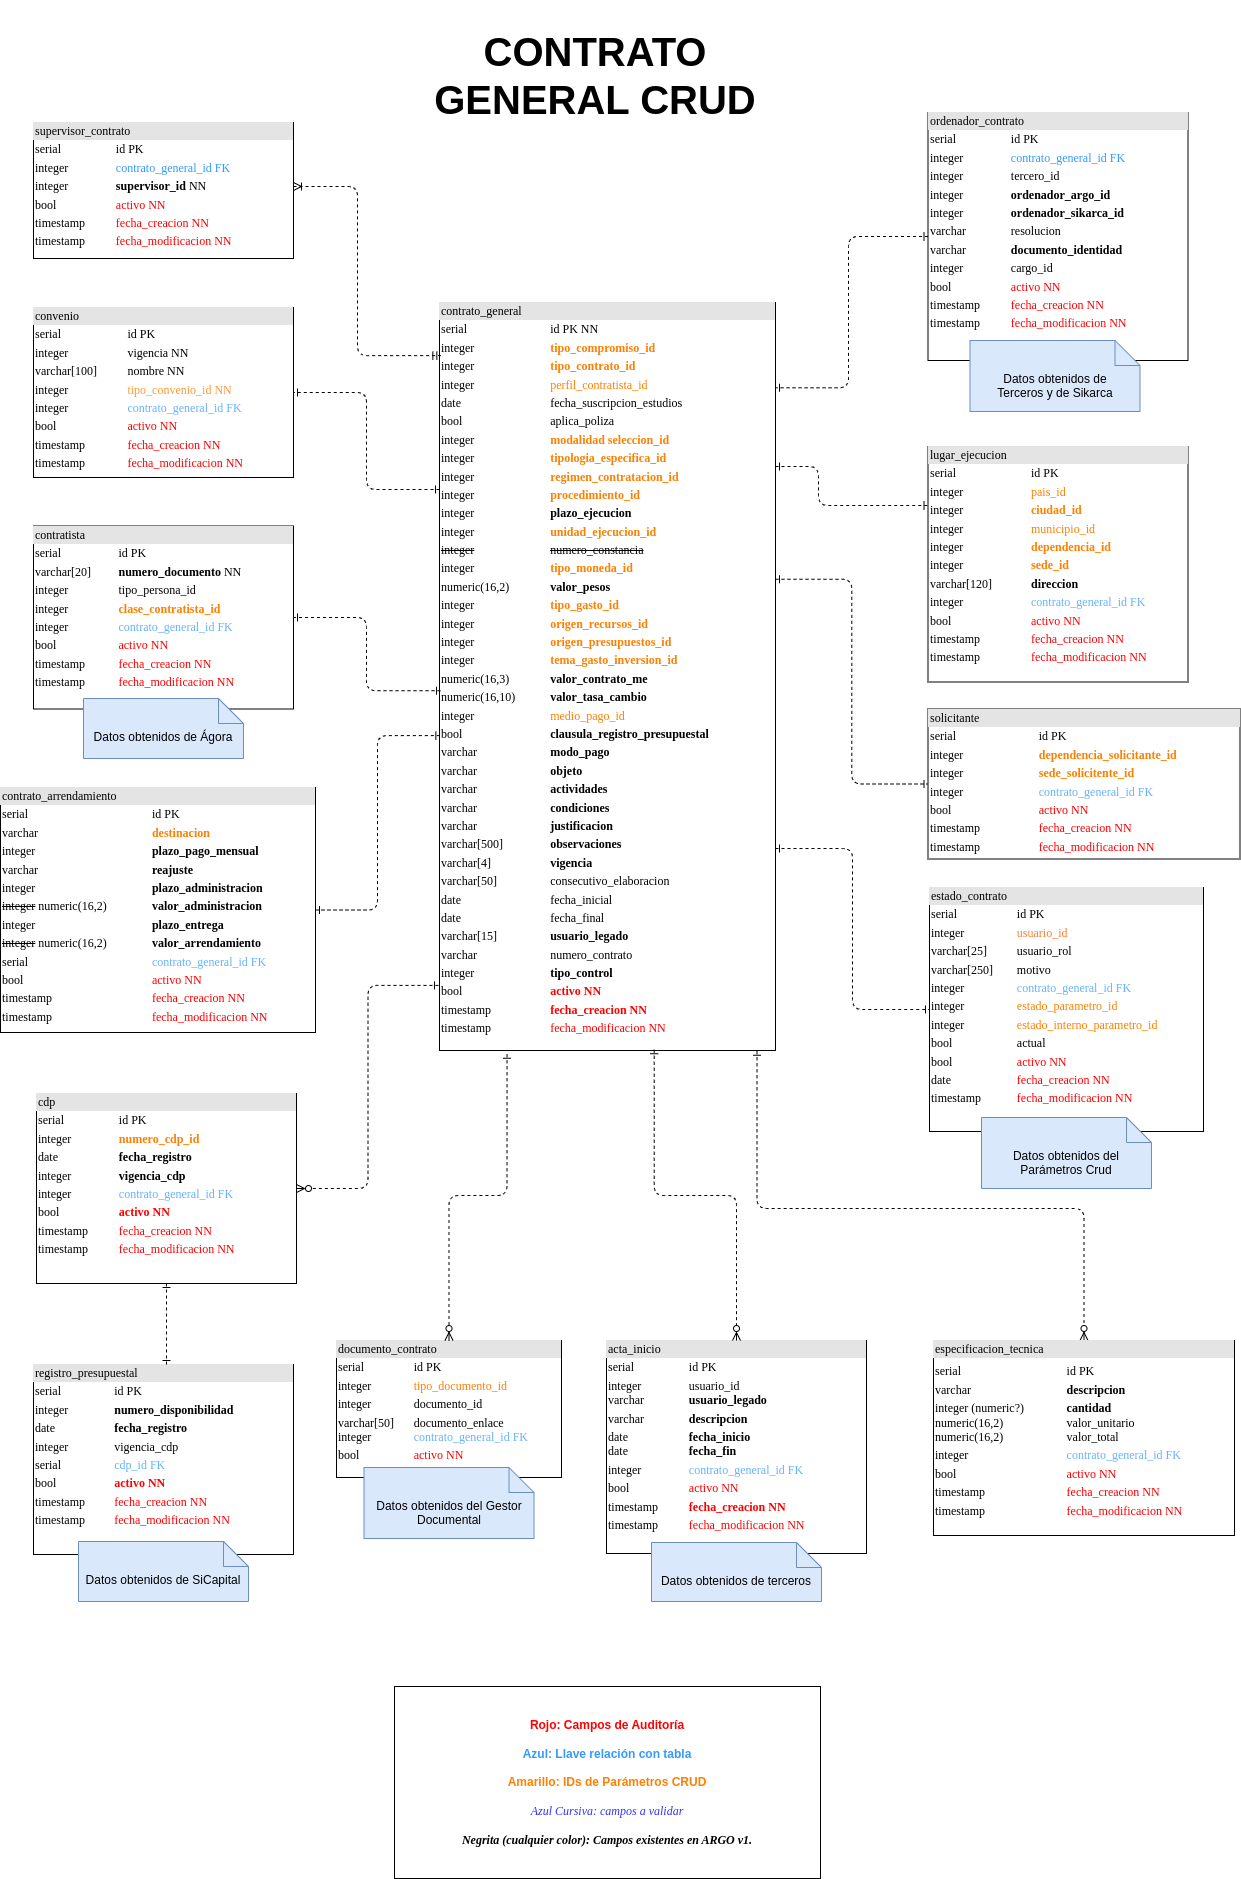 CONTRATO
GENERAL CRUD
supervisor_contrato
serial id PK
integer contrato_general_id FK
integer supervisor_id NN
bool activo NN
timestamp fecha_creacion NN
timestamp fecha_modificacion NN
convenio
serial id PK
integer vigencia NN
varchar[100] nombre NN
integer tipo_convenio_id NN
integer contrato_general_id FK
bool activo NN
timestamp fecha_creacion NN
timestamp fecha_modificacion NN
contratista
serial id PK
varchar[20] numero_documento NN
integer tipo_persona_id
integer clase_contratista_id
integer contrato_general_id FK
bool activo NN
timestamp fecha_creacion NN
timestamp fecha_modificacion NN
Datos obtenidos de Ágora
contrato_arrendamiento
serial id PK
varchar destinacion
integer plazo_pago_mensual
varchar reajuste
integer plazo_administracion
integer numeric(16,2) valor_administracion
integer plazo_entrega
integer numeric(16,2) valor_arrendamiento
serial contrato_general_id FK
bool activo NN
timestamp fecha_creacion NN
timestamp fecha_modificacion NN
cdp
serial id PK
integer numero_cdp_id
date fecha_registro
integer vigencia_cdp
integer contrato_general_id FK
bool activo NN
timestamp fecha_creacion NN
timestamp fecha_modificacion NN
registro_presupuestal
serial id PK
integer numero_disponibilidad
date fecha_registro
integer vigencia_cdp
serial cdp_id FK
bool activo NN
timestamp fecha_creacion NN
timestamp fecha_modificacion NN
Datos obtenidos de SiCapital
contrato_general
serial id PK NN
integer tipo_compromiso_id
integer tipo_contrato_id
integer perfil_contratista_id
date fecha_suscripcion_estudios
bool aplica_poliza
integer modalidad seleccion_id
integer tipologia_especifica_id
integer regimen_contratacion_id
integer procedimiento_id
integer plazo_ejecucion
integer unidad_ejecucion_id
integer numero_constancia
integer tipo_moneda_id
numeric(16,2) valor_pesos
integer tipo_gasto_id
integer origen_recursos_id
integer origen_presupuestos_id
integer tema_gasto_inversion_id
numeric(16,3) valor_contrato_me
numeric(16,10) valor_tasa_cambio
integer medio_pago_id
bool clausula_registro_presupuestal
varchar modo_pago
varchar objeto
varchar actividades
varchar condiciones
varchar justificacion
varchar[500] observaciones
varchar[4] vigencia
varchar[50] consecutivo_elaboracion
date fecha_inicial
date fecha_final
varchar[15] usuario_legado
varchar numero_contrato
integer tipo_control
bool activo NN
timestamp fecha_creacion NN
timestamp fecha_modificacion NN
ordenador_contrato
serial id PK
integer contrato_general_id FK
integer tercero_id
integer ordenador_argo_id
integer ordenador_sikarca_id
varchar resolucion
varchar documento_identidad
integer cargo_id
bool activo NN
timestamp fecha_creacion NN
timestamp fecha_modificacion NN
Datos obtenidos de
Terceros y de Sikarca
lugar_ejecucion
serial id PK
integer pais_id
integer ciudad_id
integer municipio_id
integer dependencia_id
integer sede_id
varchar[120] direccion
integer contrato_general_id FK
bool activo NN
timestamp fecha_creacion NN
timestamp fecha_modificacion NN
solicitante
serial id PK
integer dependencia_solicitante_id
integer sede_solicitente_id
integer contrato_general_id FK
bool activo NN
timestamp fecha_creacion NN
timestamp fecha_modificacion NN
estado_contrato
serial id PK
integer usuario_id
varchar[25] usuario_rol
varchar[250] motivo
integer contrato_general_id FK
integer estado_parametro_id
integer estado_interno_parametro_id
bool actual
bool activo NN
date fecha_creacion NN
timestamp fecha_modificacion NN
Datos obtenidos del
Parámetros Crud
documento_contrato
serial id PK
integer tipo_documento_id
integer documento_id
varchar[50] documento_enlace
integer contrato_general_id FK
bool activo NN
Datos obtenidos del Gestor
Documental
acta_inicio
serial id PK
integer usuario_id
varchar usuario_legado
varchar descripcion
date fecha_inicio
date fecha_fin
integer contrato_general_id FK
bool activo NN
timestamp fecha_creacion NN
timestamp fecha_modificacion NN
Datos obtenidos de terceros
especificacion_tecnica
serial id PK
varchar descripcion
integer (numeric?) cantidad
numeric(16,2) valor_unitario
numeric(16,2) valor_total
integer contrato_general_id FK
bool activo NN
timestamp fecha_creacion NN
timestamp fecha_modificacion NN
Rojo: Campos de Auditoría
Azul: Llave relación con tabla
Amarillo: IDs de Parámetros CRUD
Azul Cursiva: campos a validar
Negrita (cualquier color): Campos existentes en ARGO v1.